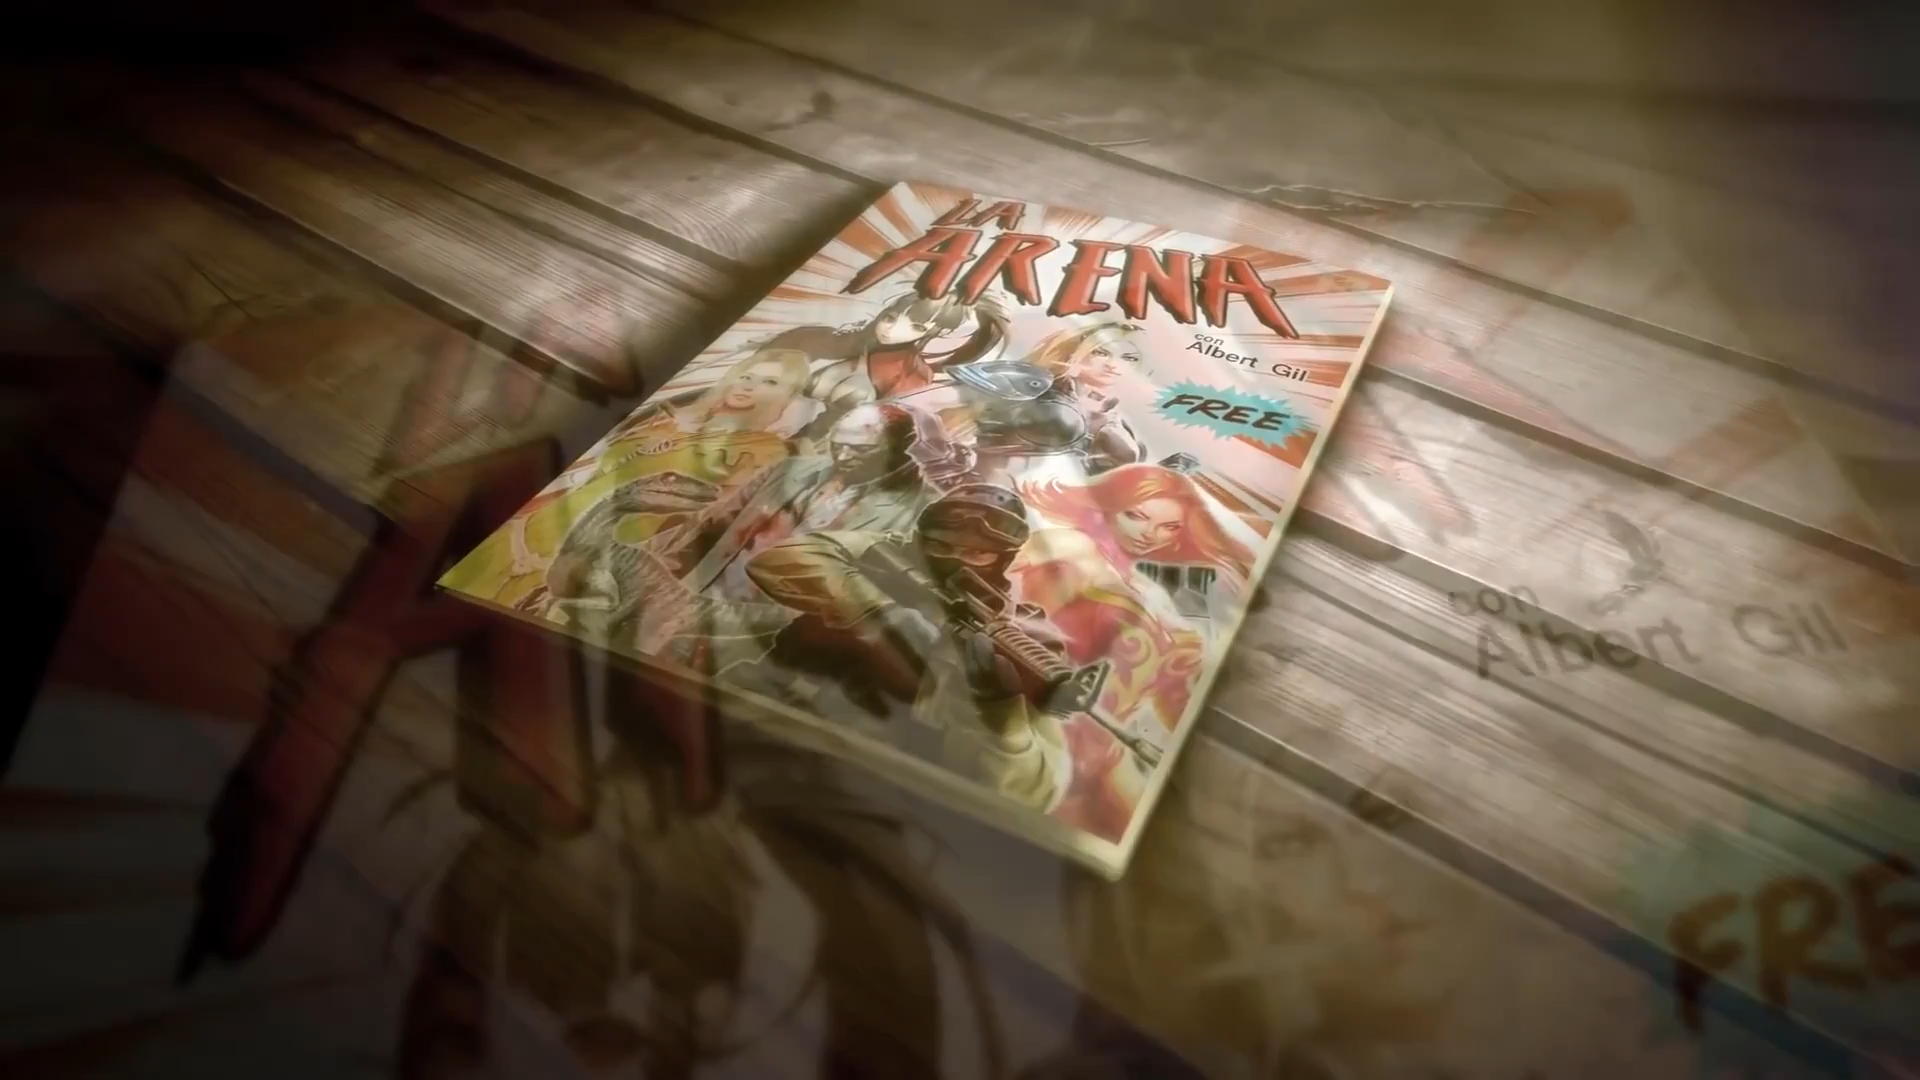 LA
ARENA
con
Albert Gil
FREE
con
Albert Gil
FRE